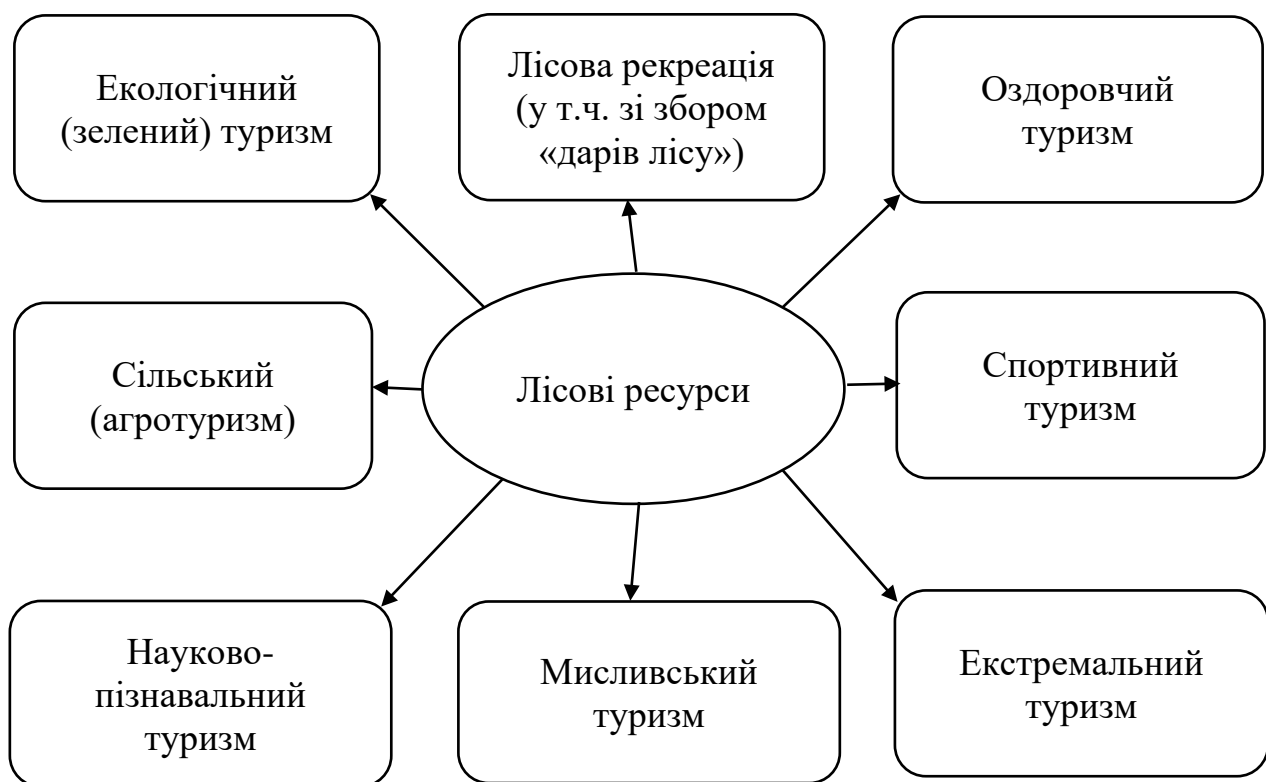 Екологічний
(зелений) туризм
Лісова рекреація
(у т.ч. зі збором
«дарів лісу»)
Оздоровчий
туризм
Сільський
(агротуризм)
Лісові ресурси
Спортивний
туризм
Науково-
пізнавальний
туризм
Мисливський
туризм
Екстремальний
туризм